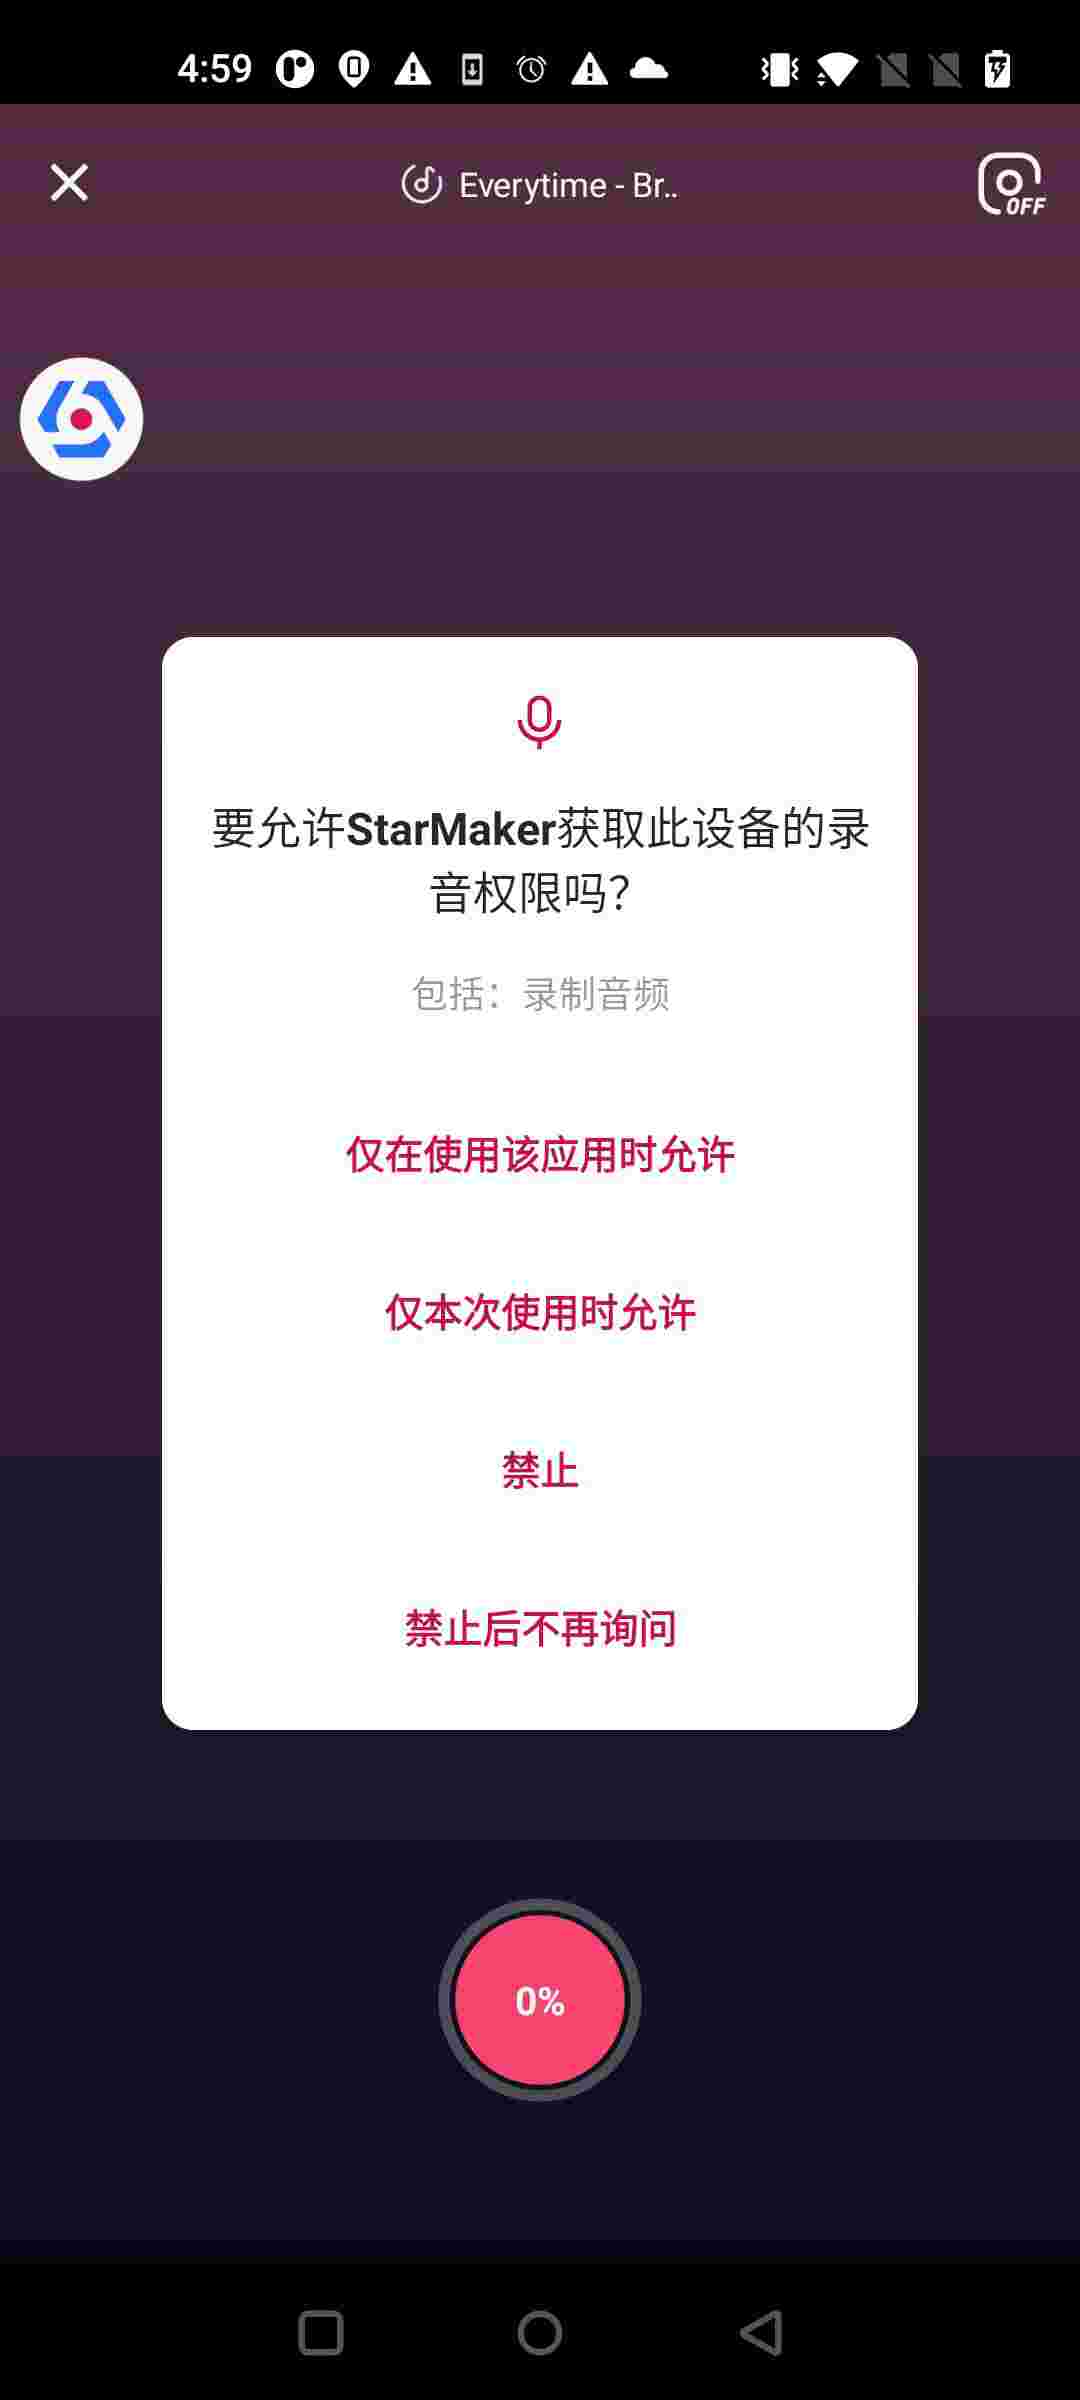 4:59
Everytime - Br..
OFF
要允许StarMaker获取此设备的录
音权限吗？
包括：录制音频
仅在使用该应用时允许
仅本次使用时允许
禁止
禁止后不再询问
0%